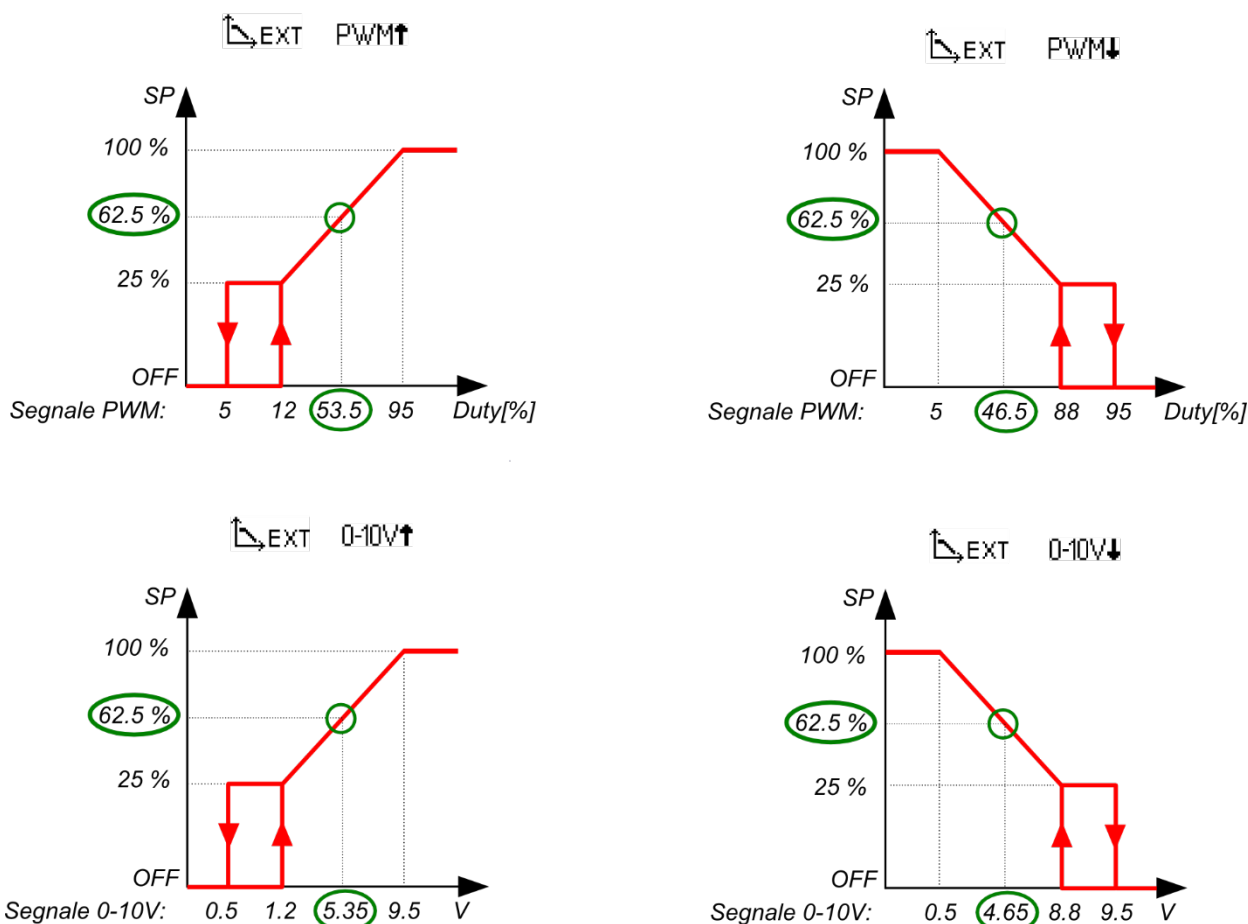 EXT PWM↑
SP
100 %
62.5 %
25 %
OFF
Segnale PWM: 5 12 53.5 95 Duty[%]
EXT PWM↓
SP
100 %
62.5 %
25 %
OFF
Segnale PWM: 5 46.5 88 95 Duty[%]
EXT 0-10V↑
SP
100 %
62.5 %
25 %
OFF
Segnale 0-10V: 0.5 1.2 5.35 9.5 V
EXT 0-10V↓
SP
100 %
62.5 %
25 %
OFF
Segnale 0-10V: 0.5 4.65 8.8 9.5 V